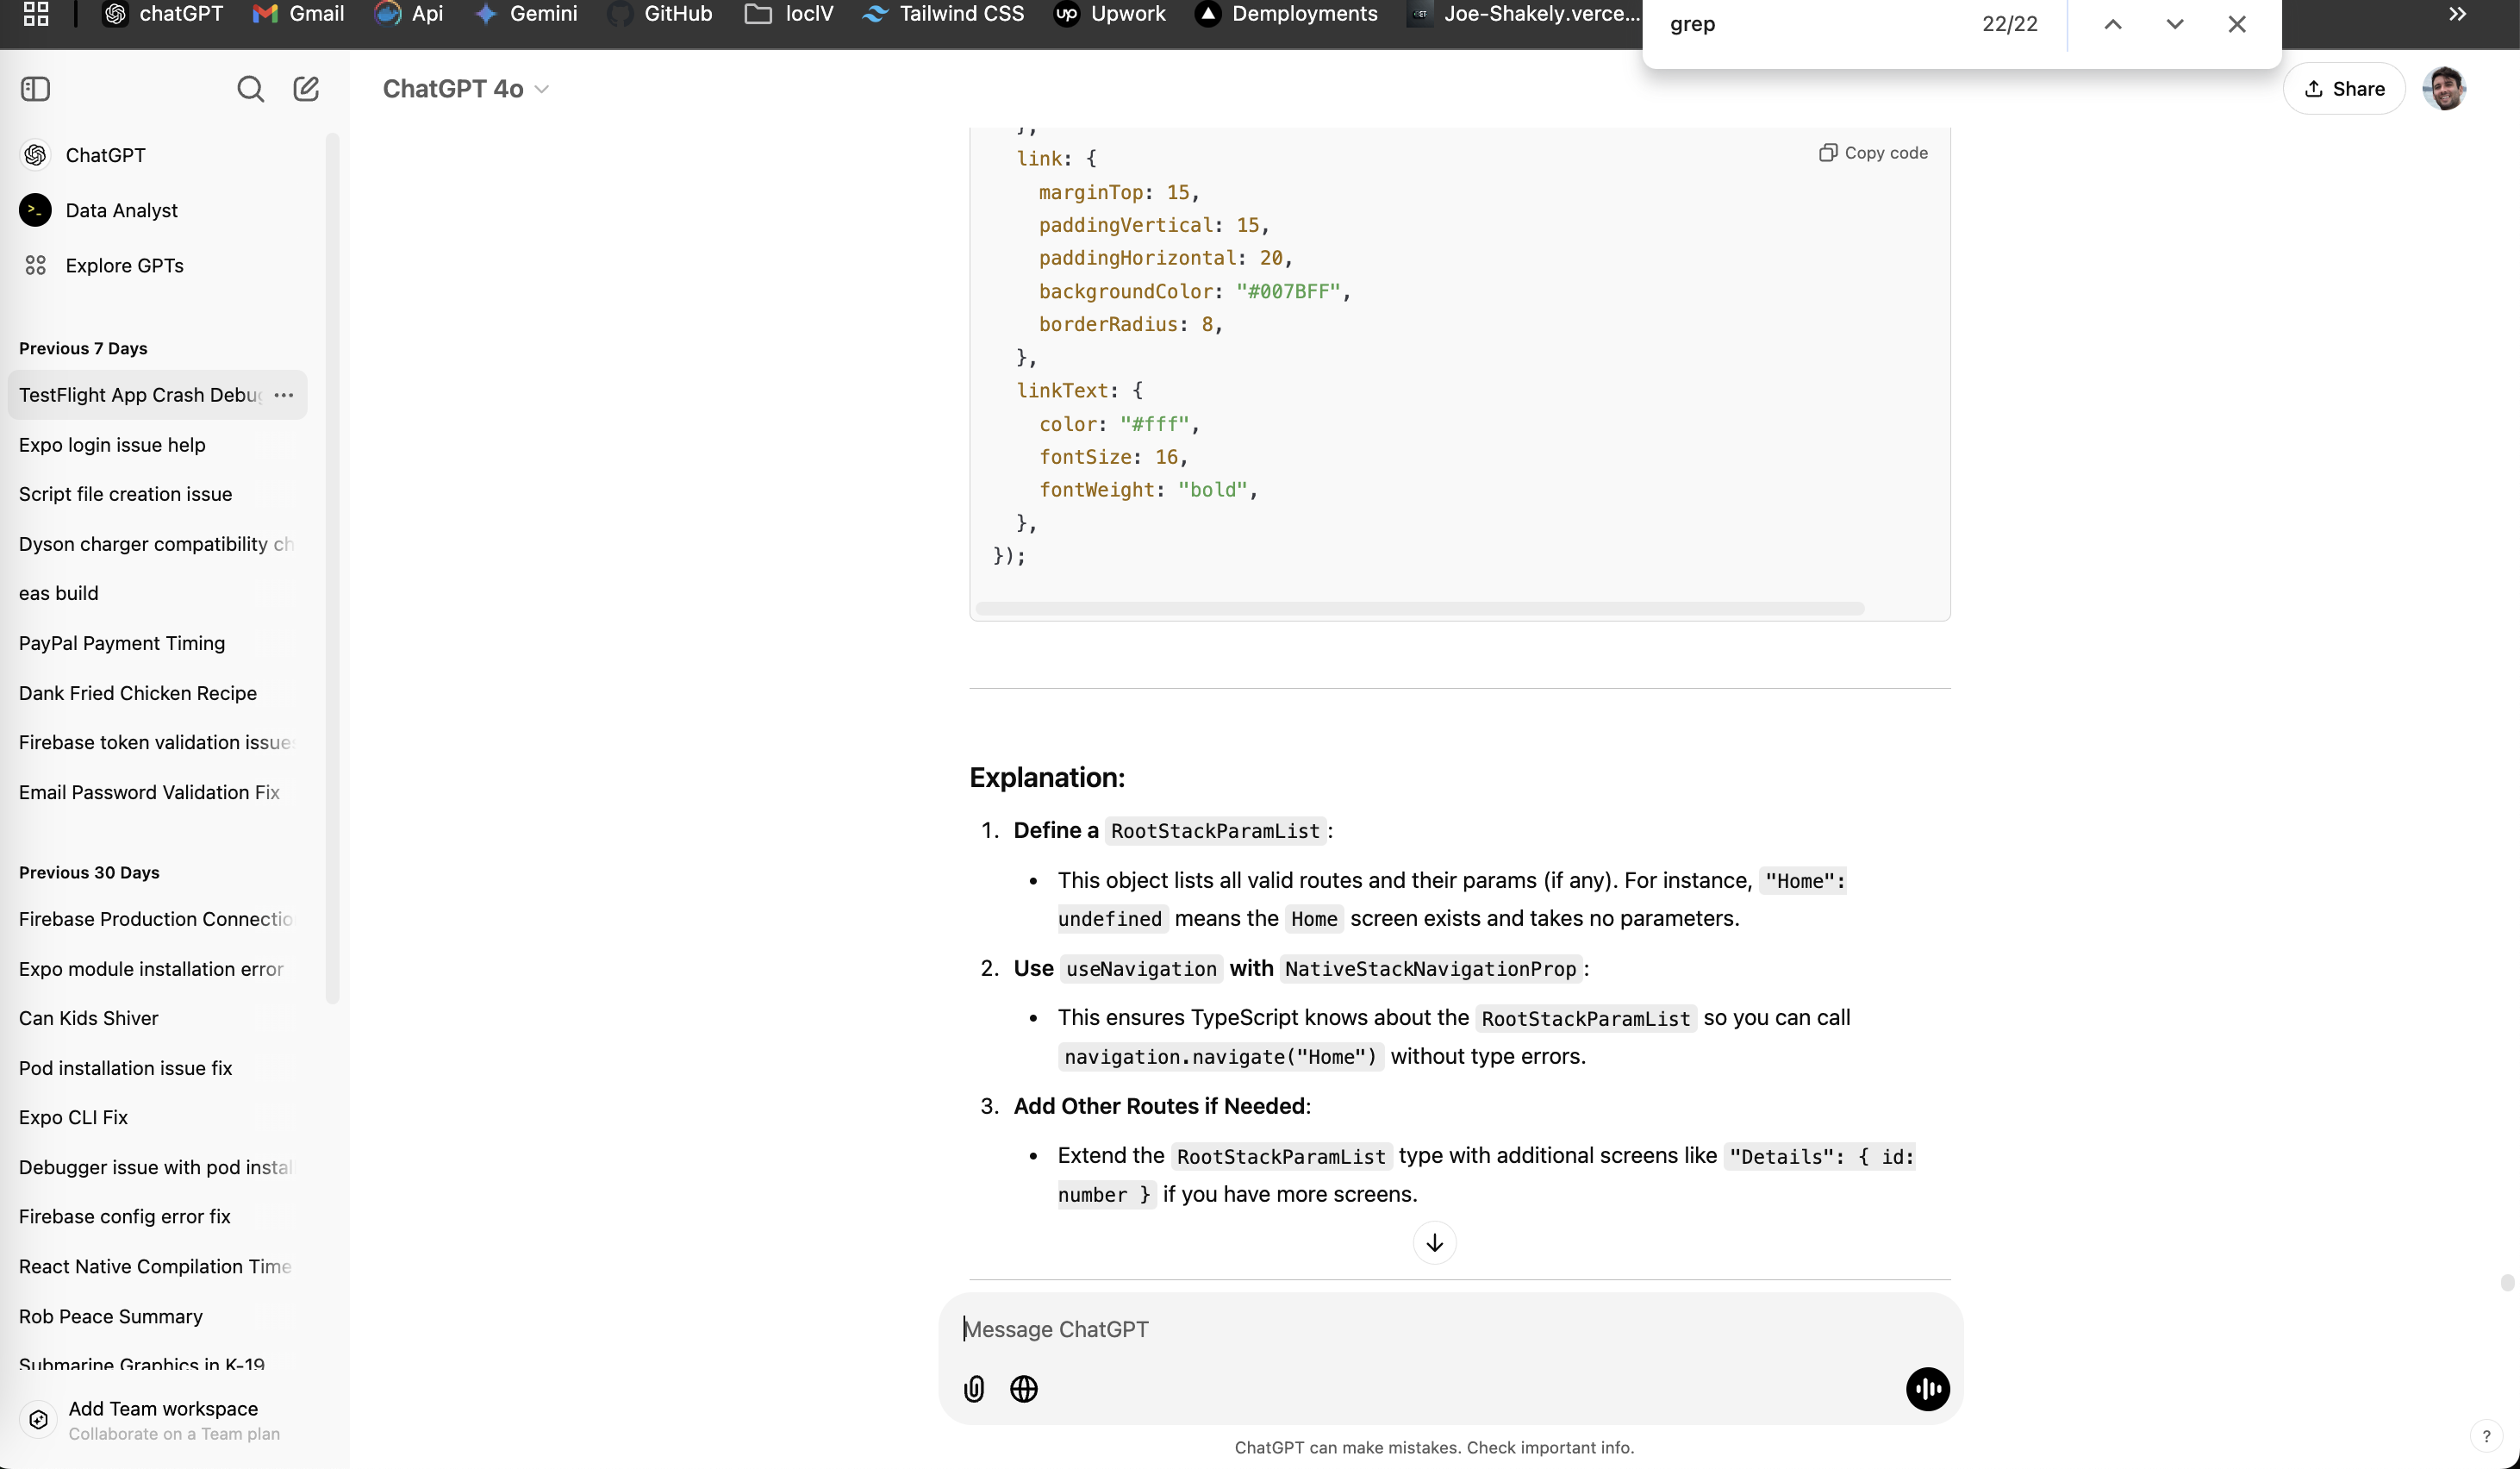 chatGPT
Gmail
Api
Gemini
GitHub
loclV
Tailwind CSS
up
Upwork
Demployments
Joe-Shakely.verce...
grep
22/22
ChatGPT 4o
Share
ChatGPT
Data Analyst
Explore GPTs
Previous 7 Days
TestFlight App Crash Debug
Expo login issue help
Script file creation issue
Dyson charger compatibility ch
eas build
PayPal Payment Timing
Dank Fried Chicken Recipe
Firebase token validation issues
Email Password Validation Fix
Previous 30 Days
Firebase Production Connectio
Expo module installation error
Can Kids Shiver
Pod installation issue fix
Expo CLI Fix
Debugger issue with pod install
Firebase config error fix
React Native Compilation Time
Rob Peace Summary
Submarine Graphics in K-19
Add Team workspace
Collaborate on a Team plan
},
Copy code
link: {
marginTop: 15,
paddingVertical: 15,
paddingHorizontal: 20,
backgroundColor: "#007BFF",
borderRadius: 8,
},
linkText: {
color: "#fff",
fontSize: 16,
fontWeight: "bold",
},
});
Explanation:
1. Define a RootStackParamList:
• This object lists all valid routes and their params (if any). For instance, "Home":
undefined means the Home screen exists and takes no parameters.
2. Use useNavigation with NativeStackNavigationProp:
• This ensures TypeScript knows about the RootStackParamList so you can call
navigation.navigate("Home") without type errors.
3. Add Other Routes if Needed:
• Extend the RootStackParamList type with additional screens like "Details": { id:
number } if you have more screens.
Message ChatGPT
ChatGPT can make mistakes. Check important info.
?